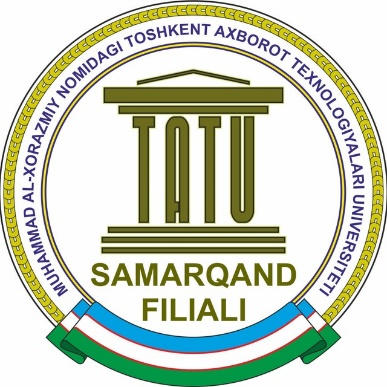 MUHAMMAD AL-XORAZMIY NOMIDAGI TOSHKENT AXBOROT TEXNOLOGIYALARI UNIVERSITETI
TATU
SAMARQAND
FILIALI